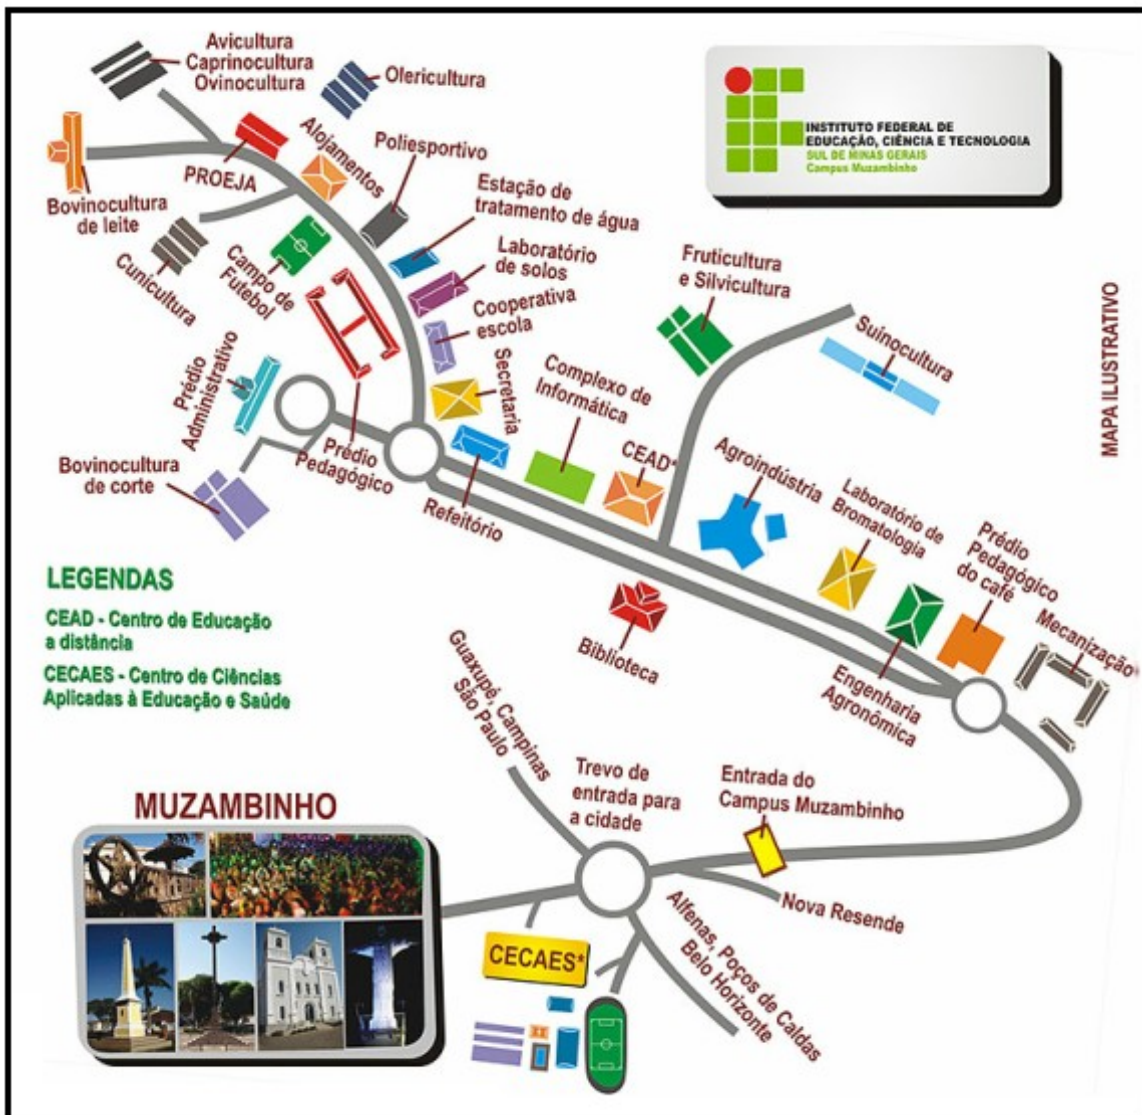 Avicultura
Caprinocultura
Ovinocultura
Olericultura
INSTITUTO FEDERAL DE
EDUCAÇÃO, CIÊNCIA E TECNOLOGIA
SUL DE MINAS GERAIS
Campus Muzambinho
PROEJA
Alojamentos
Poliesportivo
Bovinocultura
de leite
Estação de
tratamento de água
Cunicultura
Campo de
Futebol
Laboratório
de solos
Cooperativa
escola
Fruticultura
e Silvicultura
Suinocultura
MAPA ILUSTRATIVO
Prédio
Administrativo
Prédio
Pedagógico
Secretaria
Refeitório
Complexo de
Informática
CEAD*
Agroindústria
Laboratório de
Bromatologia
Prédio
Pedagógico
do café
Mecanização
Bovinocultura
de corte
Biblioteca
Engenharia
Agronômica
LEGENDAS
CEAD - Centro de Educação
a distância
CECAES - Centro de Ciências
Aplicadas à Educação e Saúde
Guaxupé, Campinas
São Paulo
Trevo de
entrada para
a cidade
Entrada do
Campus Muzambinho
Nova Resende
Alfenas, Poços de Caldas
Belo Horizonte
MUZAMBINHO
CECAES*